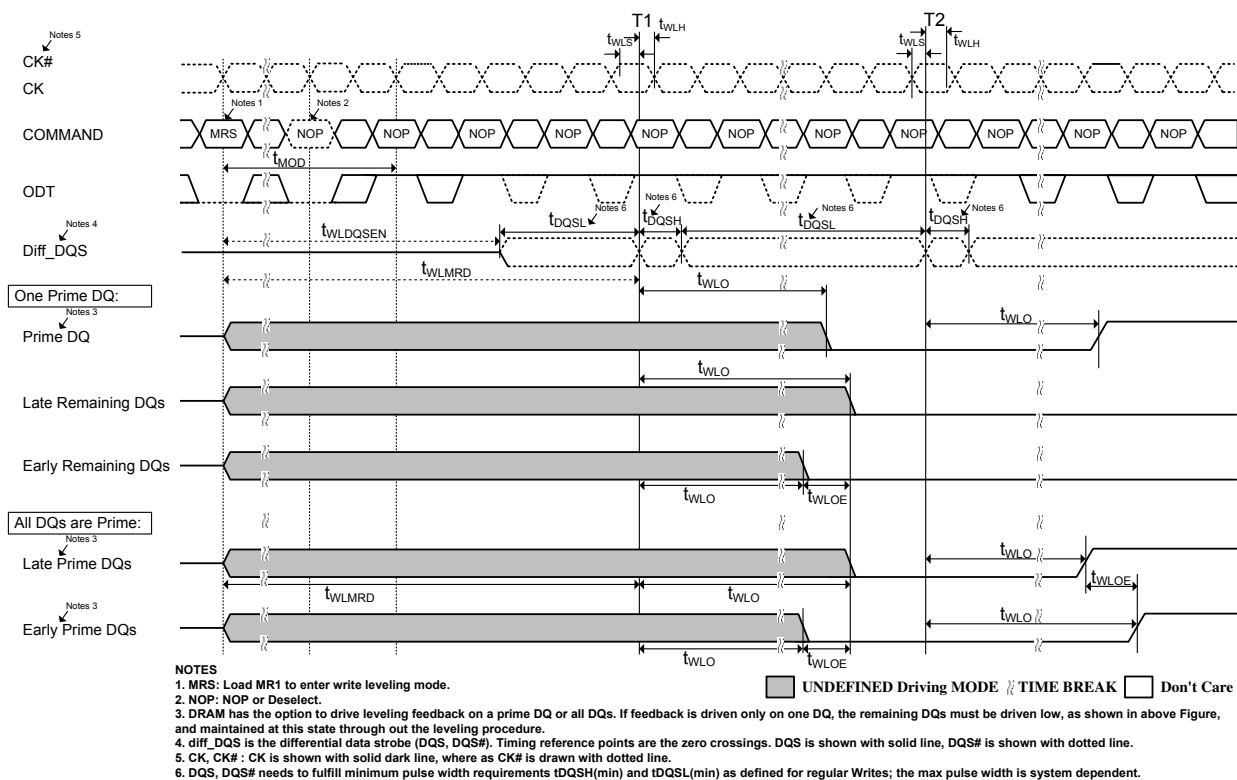 T1 T2
tWLS tWLH tWLS tWLH
Notes 5
CK#
CK
Notes 1 Notes 2
COMMAND MRS NOP NOP NOP NOP NOP NOP NOP NOP NOP NOP NOP
tMOD
ODT
Notes 4 Notes 6 Notes 6 Notes 6 Notes 6
tDQSL tDQSH tDQSL tDQSH
tWLDQSEN
Diff_DQS
tWLMRD
tWLO
One Prime DQ:
Notes 3
tWLO
Prime DQ
tWLO
Late Remaining DQs
Early Remaining DQs
tWLO tWLOE
All DQs are Prime:
Notes 3
tWLO
Late Prime DQs
tWLOE
tWLMRD tWLO
Notes 3
tWLO
Early Prime DQs
tWLO tWLOE
NOTES
1. MRS: Load MR1 to enter write leveling mode.
UNDEFINED Driving MODE TIME BREAK Don't Care
2. NOP: NOP or Deselect.
3. DRAM has the option to drive leveling feedback on a prime DQ or all DQs. If feedback is driven only on one DQ, the remaining DQs must be driven low, as shown in above Figure,
and maintained at this state through out the leveling procedure.
4. diff_DQS is the differential data strobe (DQS, DQS#). Timing reference points are the zero crossings. DQS is shown with solid line, DQS# is shown with dotted line.
5. CK, CK# : CK is shown with solid dark line, where as CK# is drawn with dotted line.
6. DQS, DQS# needs to fulfill minimum pulse width requirements tDQSH(min) and tDQSL(min) as defined for regular Writes; the max pulse width is system dependent.